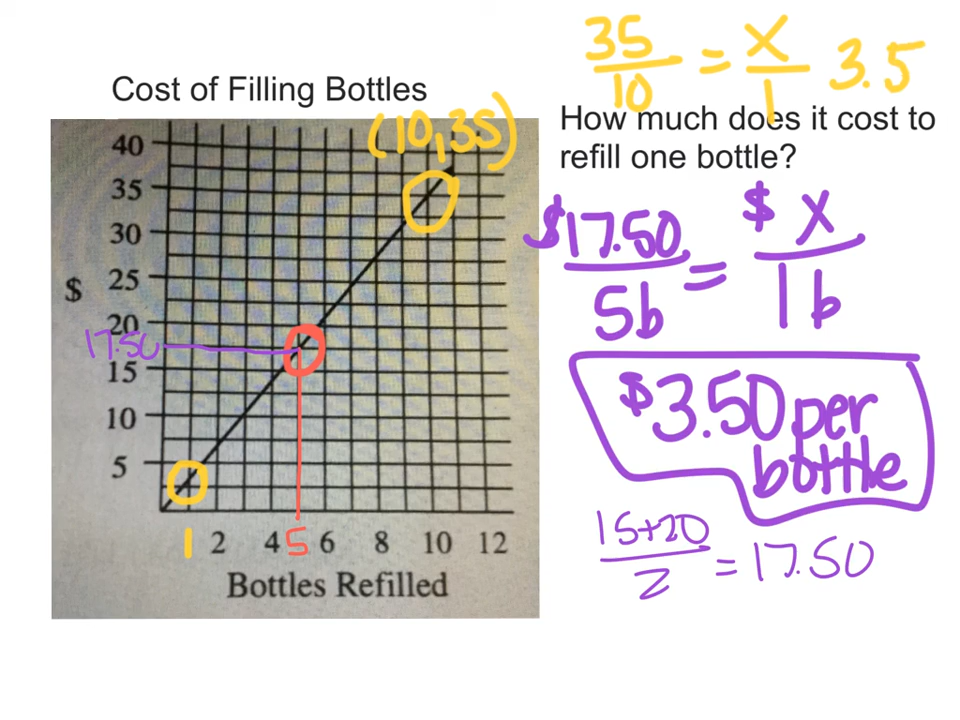 35/10 = x/1 3.5
Cost of Filling Bottles
(10,35)
How much does it cost to
refill one bottle?
40
35
30
25
$
20
17.50
15
10
5
1 2 4 5 6 8 10 12
Bottles Refilled
$17.50/5b = $x/1b
$3.50 per
bottle
15+20/2 = 17.50